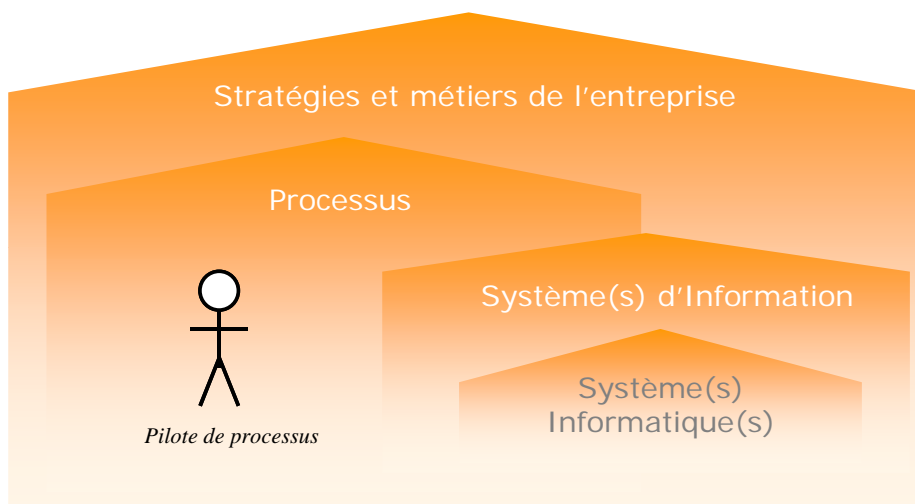 Stratégies et métiers de l'entreprise
Processus
Système(s) d'Information
Système(s)
Informatique(s)
Pilote de processus